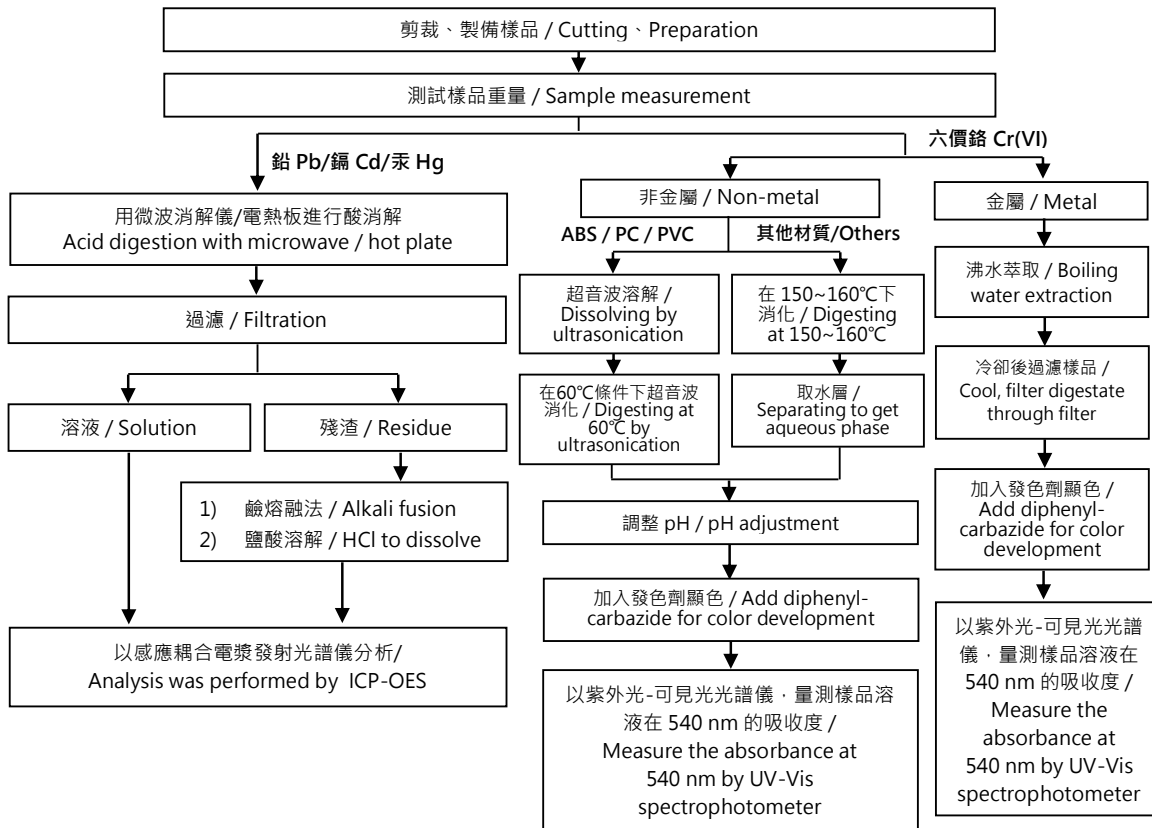 剪裁、製備樣品 / Cutting、Preparation
測試樣品重量 / Sample measurement
鉛 Pb/鎘 Cd/汞 Hg
六價鉻 Cr(VI)
用微波消解儀/電熱板進行酸消解
Acid digestion with microwave / hot plate
過濾 / Filtration
溶液 / Solution
殘渣 / Residue
1) 鹼熔融法 / Alkali fusion
2) 鹽酸溶解 / HCl to dissolve
以感應耦合電漿發射光譜儀分析/
Analysis was performed by ICP-OES
非金屬 / Non-metal
ABS / PC / PVC
其他材質/Others
超音波溶解 /
Dissolving by
ultrasonication
在60℃條件下超音波
消化 / Digesting at
60℃ by
ultrasonication
在 150~160℃下
消化 / Digesting
at 150~160℃
取水層 /
Separating to get
aqueous phase
調整 pH / pH adjustment
加入發色劑顯色 / Add diphenyl-
carbazide for color development
以紫外光-可見光光譜儀，量測樣品溶
液在 540 nm 的吸收度 /
Measure the absorbance at
540 nm by UV-Vis
spectrophotometer
金屬 / Metal
沸水萃取 / Boiling
water extraction
冷卻後過濾樣品 /
Cool, filter digestate
through filter
加入發色劑顯色 /
Add diphenyl-
carbazide for color
development
以紫外光-可見光光譜
儀，量測樣品溶液在
540 nm 的吸收度 /
Measure the
absorbance at
540 nm by UV-Vis
spectrophotometer